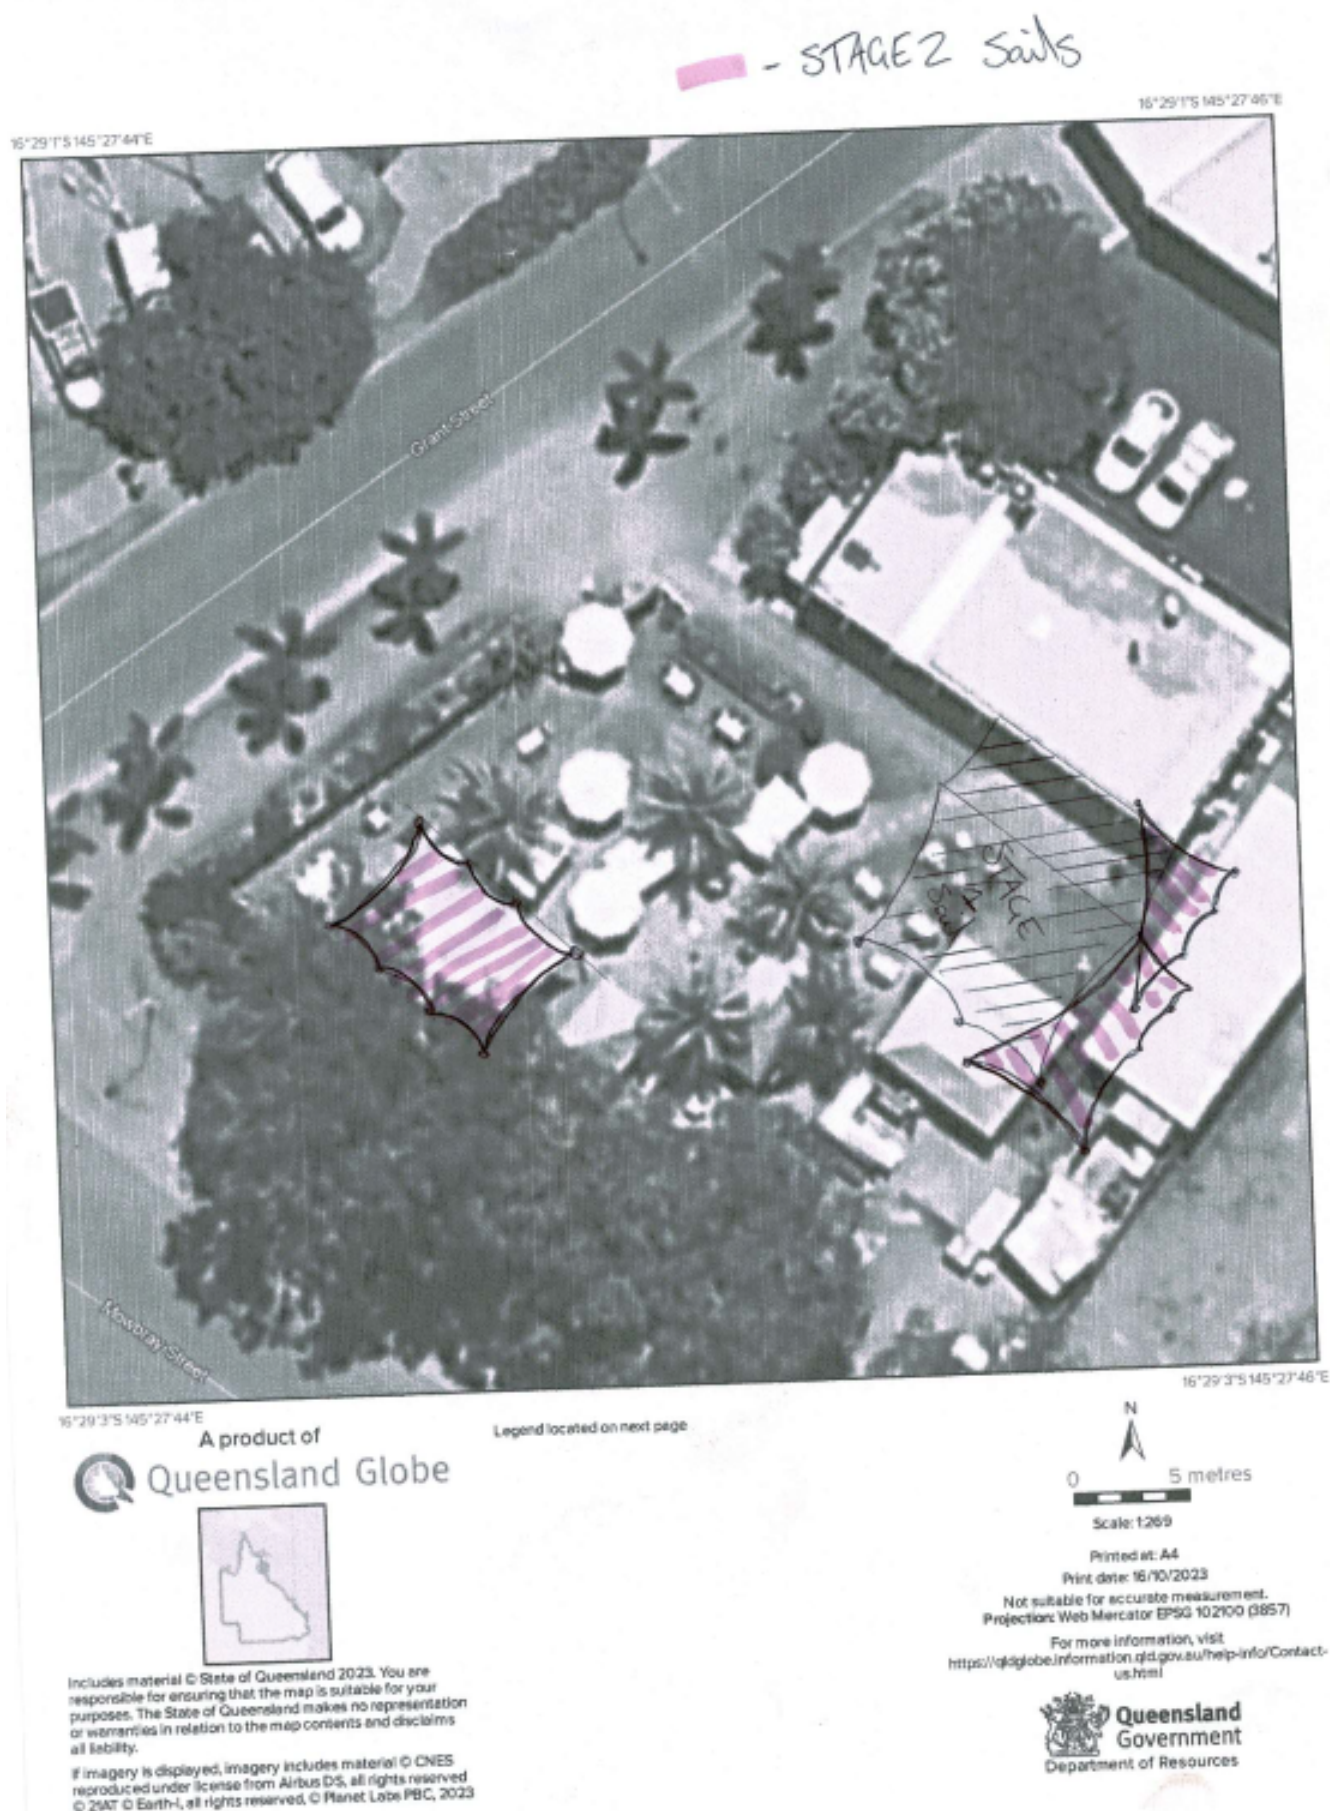 - STAGE 2 Sails
16°29'1"S 145°27'44"E
16°29'1"S 145°27'46"E
Grant Street
STAGE
1
Sails
Mowbray Street
16°29'3"S 145°27'44"E
16°29'3"S 145°27'46"E
A product of
Queensland Globe
Legend located on next page
N
0 5 metres
Scale: 1:269
Printed at: A4
Print date: 16/10/2023
Not suitable for accurate measurement.
Projection: Web Mercator EPSG 102100 (3857)
For more information, visit
https://qldglobe.information.qld.gov.au/help-info/Contact-
us.html
Includes material © State of Queensland 2023. You are
responsible for ensuring that the map is suitable for your
purposes. The State of Queensland makes no representation
or warranties in relation to the map contents and disclaims
all liability.
If imagery is displayed, imagery includes material © CNES
reproduced under license from Airbus DS, all rights reserved
© 21AT © Earth-i, all rights reserved, © Planet Labs PBC, 2023
Queensland
Government
Department of Resources